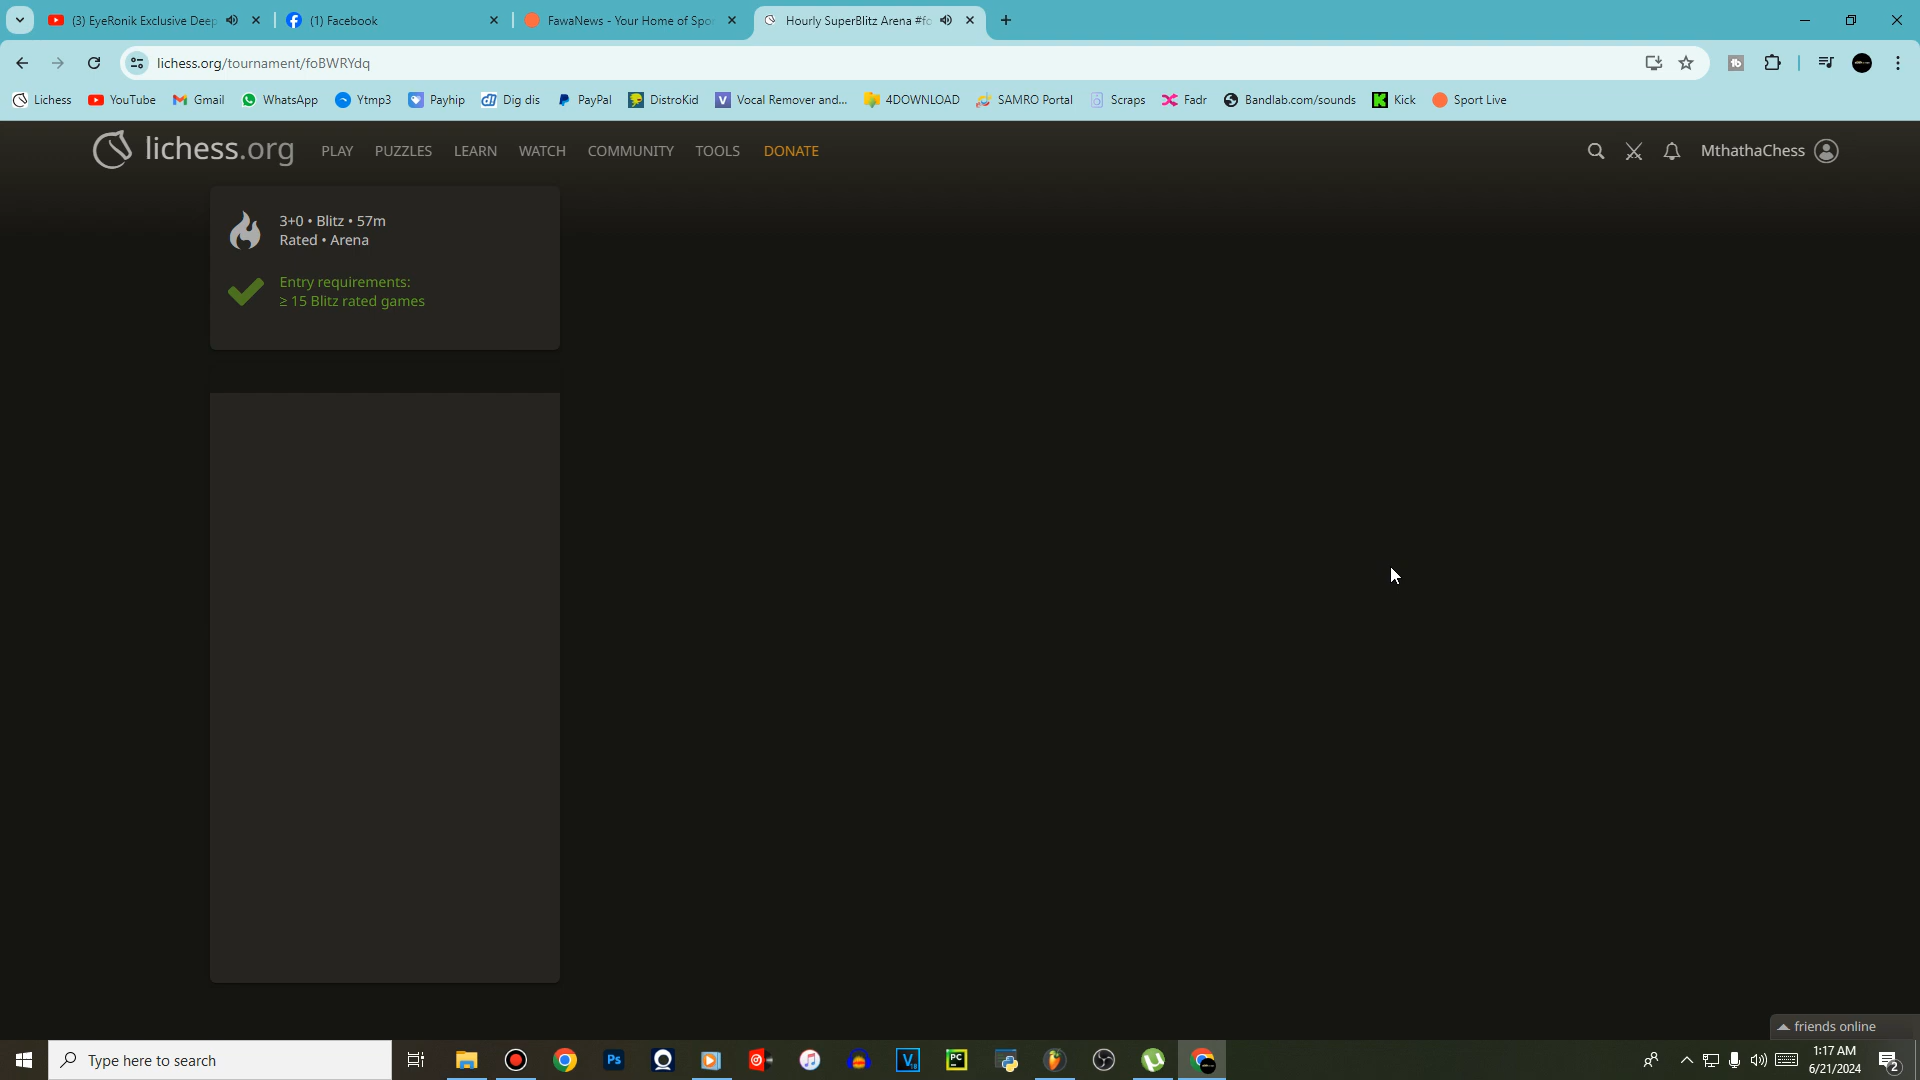 (3) EyeRonik Exclusive Deep
(1) Facebook
FawaNews - Your Home of Spo
Hourly SuperBlitz Arena #fo
lichess.org/tournament/foBWRYdq
Lichess
YouTube
Gmail
WhatsApp
Ytmp3
Payhip
Dig dis
PayPal
DistroKid
Vocal Remover and...
4DOWNLOAD
SAMRO Portal
Scraps
Fadr
Bandlab.com/sounds
Kick
Sport Live
lichess.org
PLAY
PUZZLES
LEARN
WATCH
COMMUNITY
TOOLS
DONATE
MthathaChess
3+0 • Blitz • 57m
Rated • Arena
Entry requirements:
≥ 15 Blitz rated games
friends online
Type here to search
Ps
PC
1:17 AM
6/21/2024
2